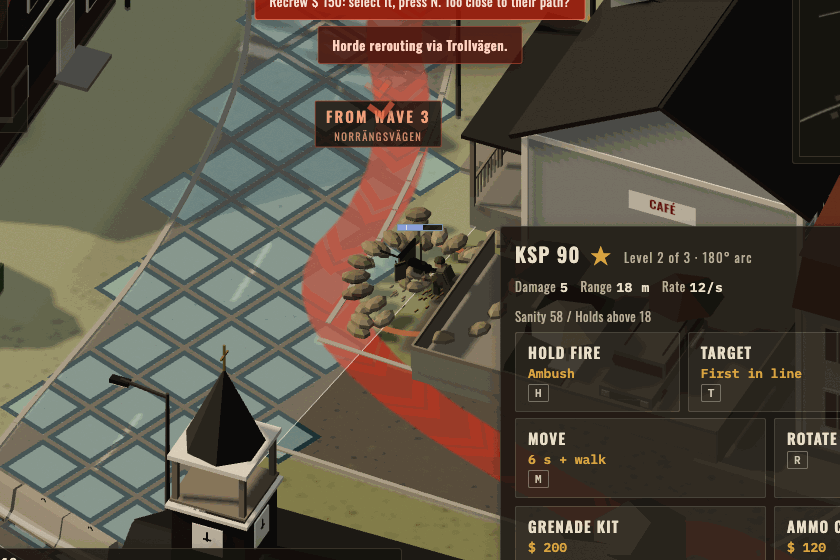 Recrew $ 150: select it, press N. Too close to their path?
Horde rerouting via Trollvägen.
FROM WAVE 3
NORRÄNGSVÄGEN
CAFÉ
KSP 90 Level 2 of 3 · 180° arc
Damage 5 Range 18 m Rate 12/s
Sanity 58 / Holds above 18
HOLD FIRE
Ambush
H
TARGET
First in line
T
MOVE
6 s + walk
M
ROTATE
R
GRENADE KIT
$ 200
AMMO C
$ 120